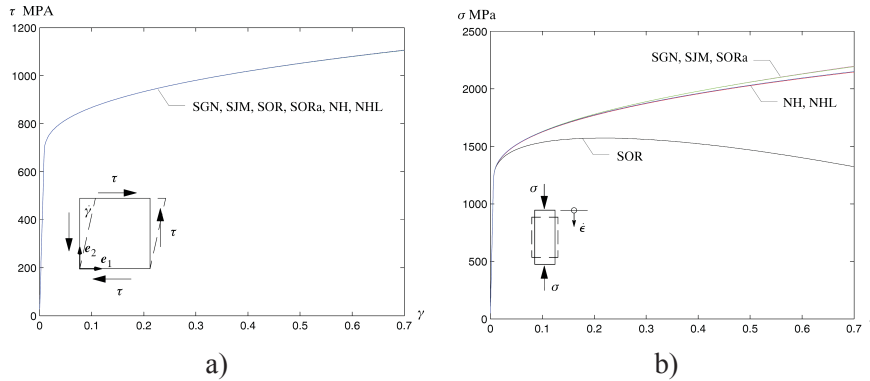 τ MPA
1200
1000
800
600
400
200
0
0
0.1
0.2
0.3
0.4
0.5
0.6
0.7
γ
SGN, SJM, SOR, SORa, NH, NHL
τ
γ̇
τ
e₂
e₁
τ
a)
σ MPa
2500
2000
1500
1000
500
0
0
0.1
0.2
0.3
0.4
0.5
0.6
0.7
SGN, SJM, SORa
NH, NHL
SOR
σ
ϵ̇
σ
b)